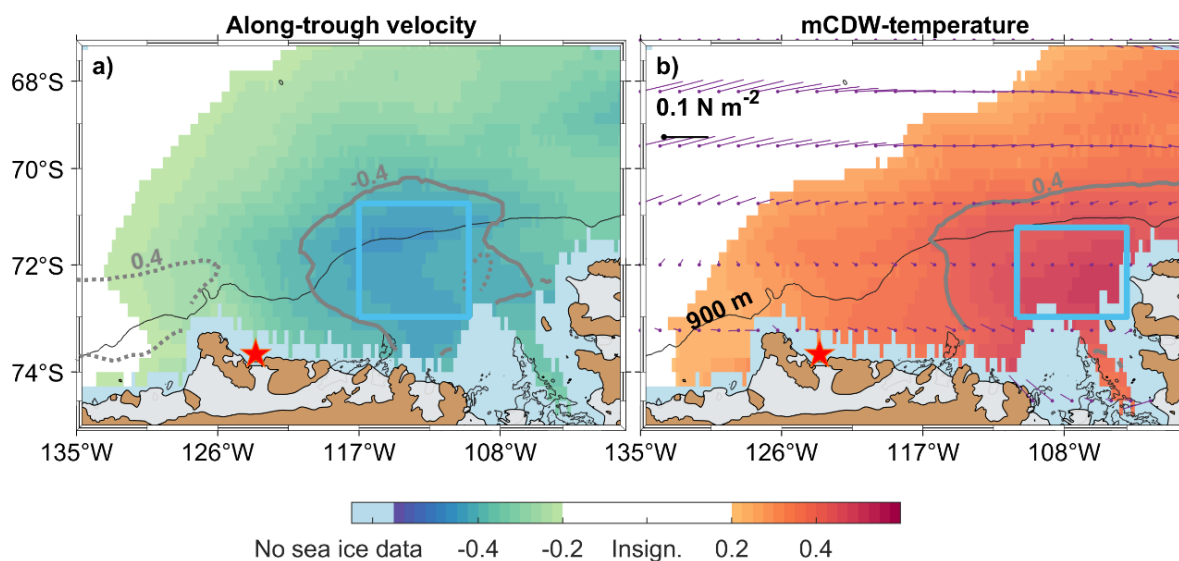 Along-trough velocity
mCDW-temperature
a)
b)
68°S
70°S
72°S
74°S
0.1 N m-2
-0.4
0.4
0.4
900 m
135°W
126°W
117°W
108°W
135°W
126°W
117°W
108°W
No sea ice data
-0.4
-0.2
Insign.
0.2
0.4